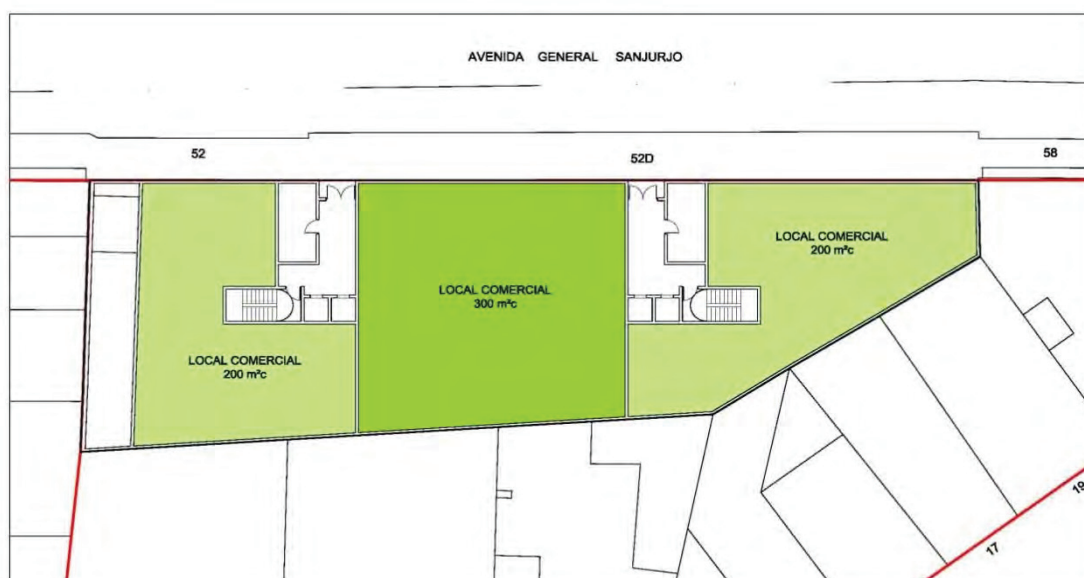 AVENIDA GENERAL SANJURJO
52
52D
58
LOCAL COMERCIAL
200 m²c
LOCAL COMERCIAL
300 m²c
LOCAL COMERCIAL
200 m²c
17
19